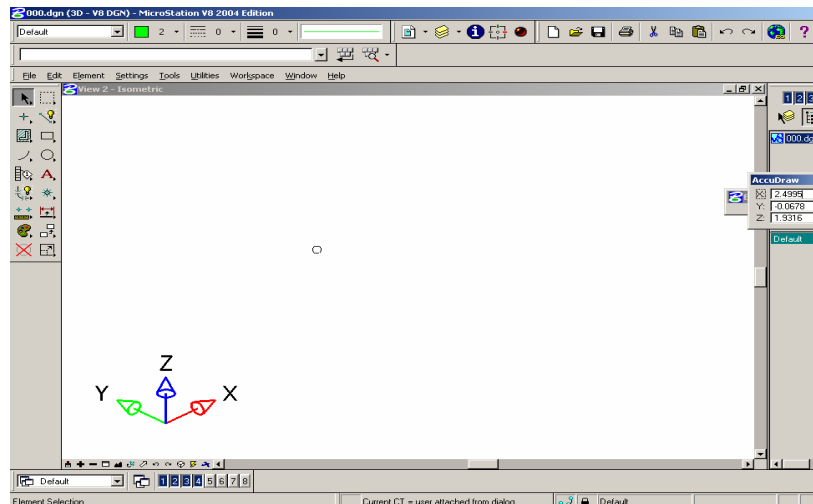 000.dgn (3D - V8 DGN) - MicroStation V8 2004 Edition
Default 2 0 0
File Edit Element Settings Tools Utilities Workspace Window Help
View 2 - Isometric
1 2 3
000.dg
AccuDraw
X: 2.4995
Y: -0.0678
Z: 1.9316
Default
Z
Y X
Default 1 2 3 4 5 6 7 8
Element Selection Current CT = user attached from dialog Default